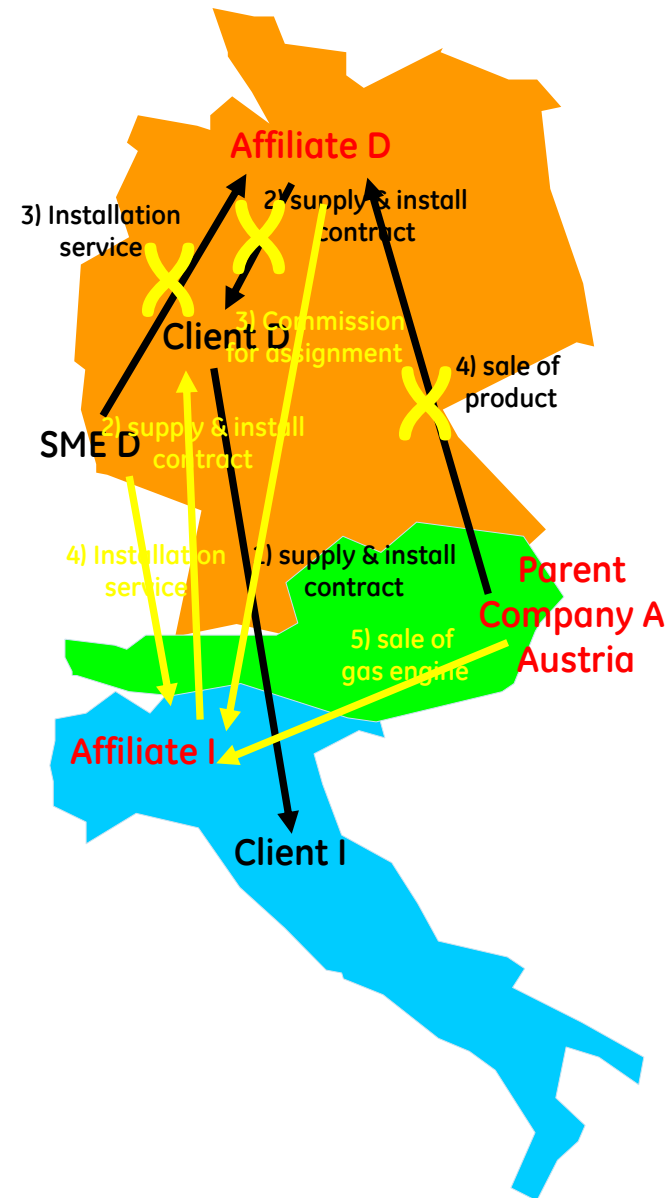 Affiliate D
2) supply & install
contract
3) Installation
service
3) Commission
for assignment
Client D
4) sale of
product
2) supply & install
contract
SME D
4) Installation
service
1) supply & install
contract
Parent
Company A
Austria
5) sale of
gas engine
Affiliate I
Client I